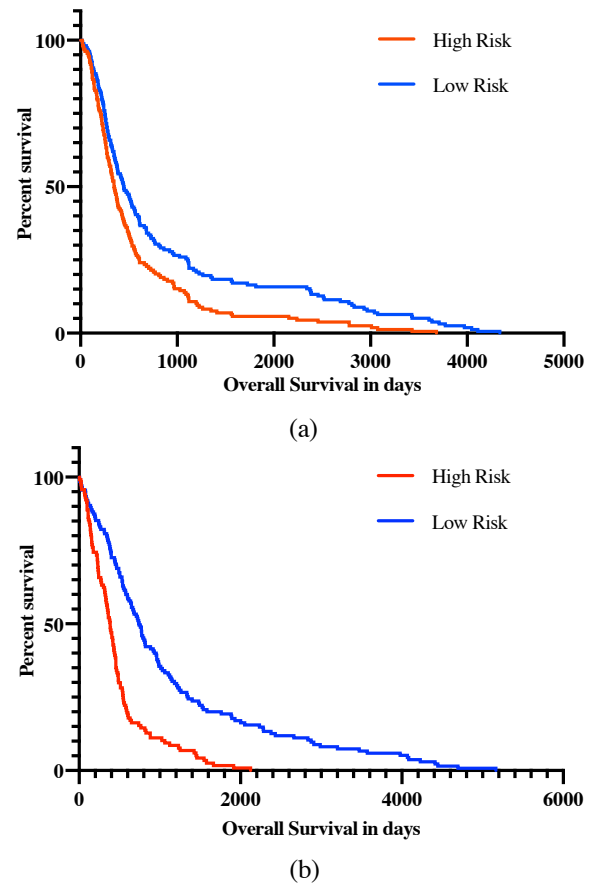 100
High Risk
Low Risk
Percent survival
50
0
0 1000 2000 3000 4000 5000
Overall Survival in days
(a)
100
High Risk
Low Risk
Percent survival
50
0
0 2000 4000 6000
Overall Survival in days
(b)